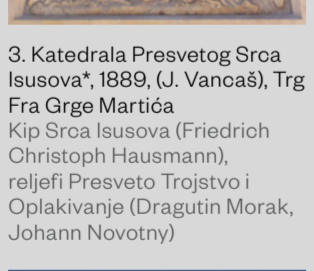 3. Katedrala Presvetog Srca
Isusova*, 1889, (J. Vancaš), Trg
Fra Grge Martića
Kip Srca Isusova (Friedrich
Christoph Hausmann),
reljefi Presveto Trojstvo i
Oplakivanje (Dragutin Morak,
Johann Novotny)